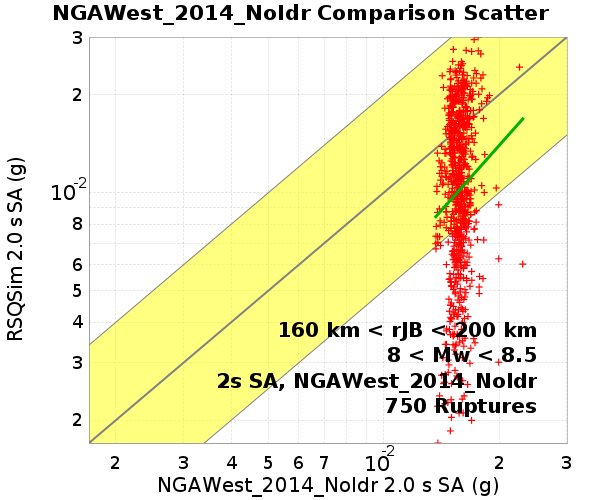 NGAWest_2014_NoIdr Comparison Scatter
RSQSim 2.0 s SA (g)
3
2
10-2
8
6
5
4
3
2
160 km < rJB < 200 km
8 < Mw < 8.5
2s SA, NGAWest_2014_NoIdr
750 Ruptures
2 3 4 5 6 7 10-2 2 3
NGAWest_2014_NoIdr 2.0 s SA (g)